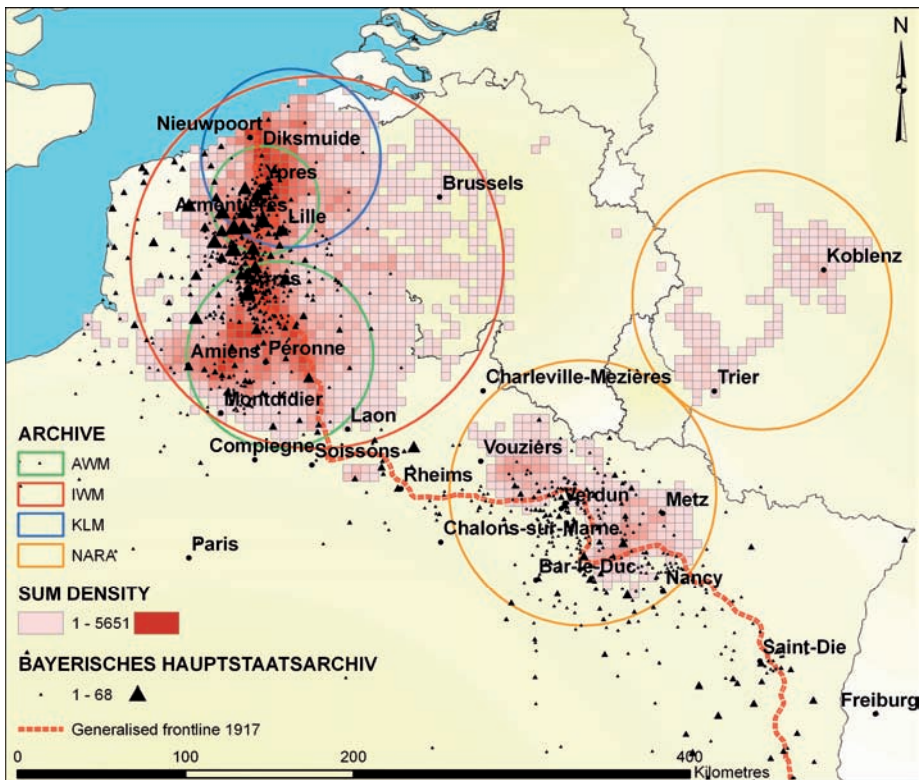 N
Nieuwpoort
Diksmuide
Ypres
Brussels
Armentieres
Lille
Koblenz
Arras
Amiens
Péronne
Charleville-Mezières
Trier
Montdidier
Laon
ARCHIVE
Compiegne
Soissons
Vouziers
AWM
Rheims
IWM
Verdun
Metz
KLM
Chalons-sur-Marne
NARA
Paris
Bar-le-Duc
Nancy
SUM DENSITY
1 - 5651
BAYERISCHES HAUPTSTAATSARCHIV
Saint-Die
1 - 68
Freiburg
Generalised frontline 1917
0 100 200 400
Kilometres